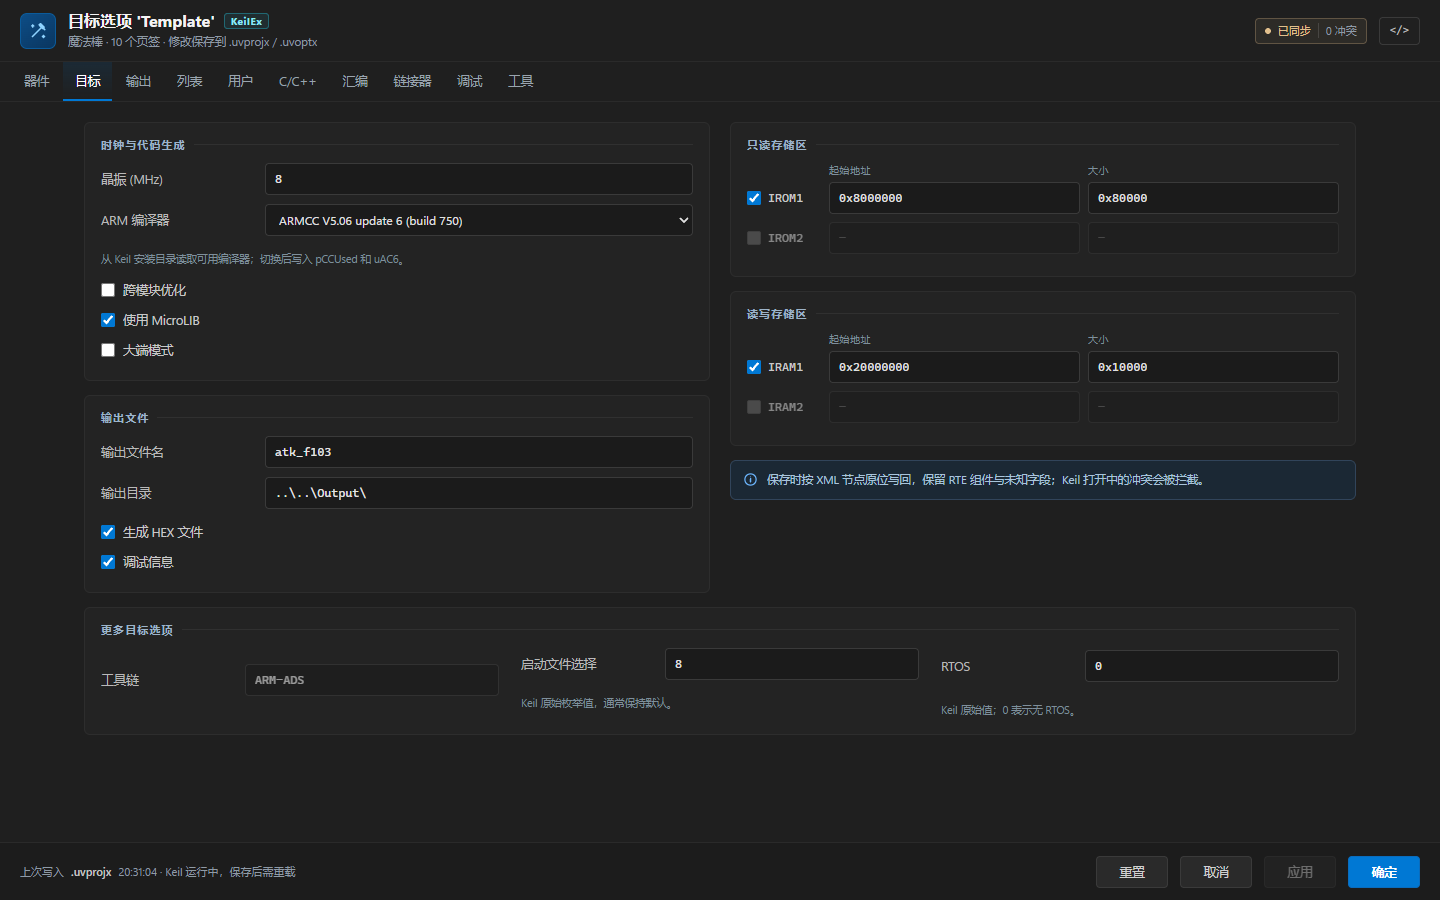 目标选项 'Template' KeilEx
魔法棒 · 10 个页签 · 修改保存到 .uvprojx / .uvoptx
已同步 0 冲突 </>
器件 目标 输出 列表 用户 C/C++ 汇编 链接器 调试 工具
时钟与代码生成
晶振 (MHz) 8
ARM 编译器 ARMCC V5.06 update 6 (build 750)
从 Keil 安装目录读取可用编译器；切换后写入 pCCUsed 和 uAC6。
跨模块优化
使用 MicroLIB
大端模式
输出文件
输出文件名 atk_f103
输出目录 ..\..\Output\
生成 HEX 文件
调试信息
只读存储区
起始地址 大小
IROM1 0x8000000 0x80000
IROM2 — —
读写存储区
起始地址 大小
IRAM1 0x20000000 0x10000
IRAM2 — —
保存时按 XML 节点原位写回，保留 RTE 组件与未知字段；Keil 打开中的冲突会被拦截。
更多目标选项
工具链 ARM-ADS
启动文件选择 8
Keil 原始枚举值，通常保持默认。
RTOS 0
Keil 原始值；0 表示无 RTOS。
上次写入 .uvprojx 20:31:04 · Keil 运行中，保存后需重载
重置 取消 应用 确定